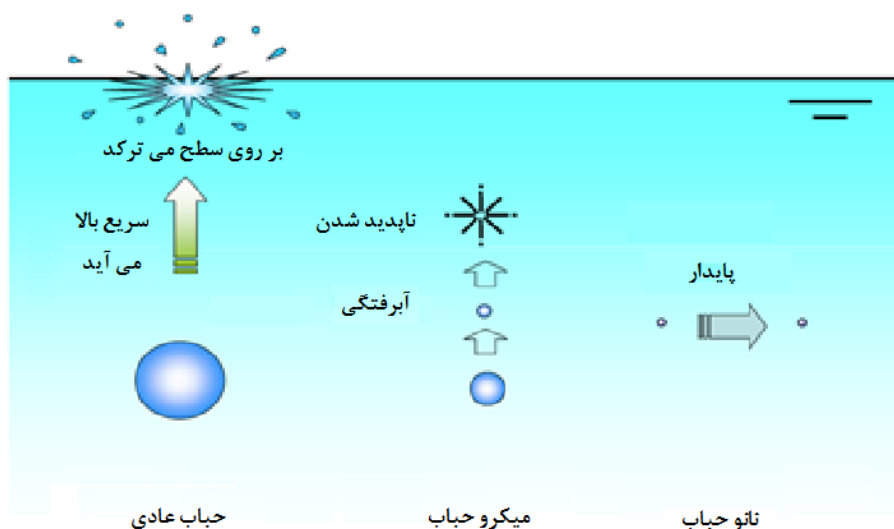 بر روی سطح می ترکد
سریع بالا
می آید
ناپدید شدن
آبرفتگی
پایدار
حباب عادی
میکرو حباب
نانو حباب